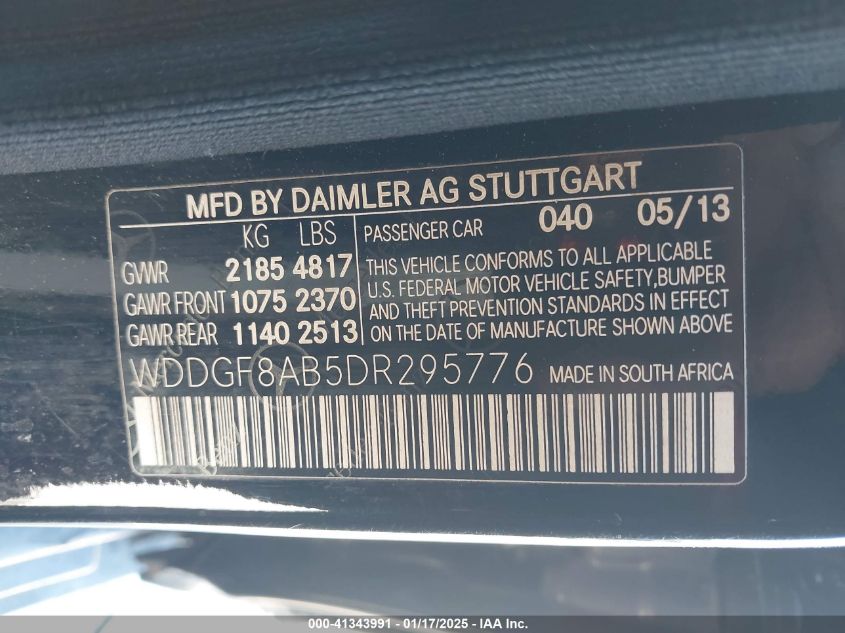 MFD BY DAIMLER AG STUTTGART
KG LBS
GVWR 2185 4817
GAWR FRONT 1075 2370
GAWR REAR 1140 2513
PASSENGER CAR 040 05/13
THIS VEHICLE CONFORMS TO ALL APPLICABLE
U.S. FEDERAL MOTOR VEHICLE SAFETY,BUMPER
AND THEFT PREVENTION STANDARDS IN EFFECT
ON THE DATE OF MANUFACTURE SHOWN ABOVE
WDDGF8AB5DR295776 MADE IN SOUTH AFRICA
000-41343991 - 01/17/2025 - IAAI.COM.